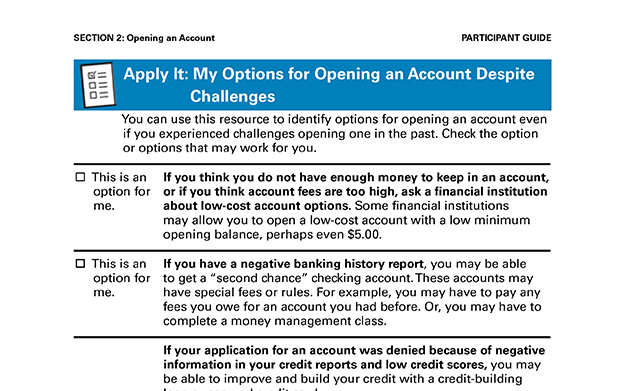 SECTION 2: Opening an Account
PARTICIPANT GUIDE
Apply It: My Options for Opening an Account Despite
Challenges
You can use this resource to identify options for opening an account even
if you experienced challenges opening one in the past. Check the option
or options that may work for you.
☐ This is an
option for
me.
If you think you do not have enough money to keep in an account,
or if you think account fees are too high, ask a financial institution
about low-cost account options. Some financial institutions
may allow you to open a low-cost account with a low minimum
opening balance, perhaps even $5.00.
☐ This is an
option for
me.
If you have a negative banking history report, you may be able
to get a “second chance” checking account. These accounts may
have special fees or rules. For example, you may have to pay any
fees you owe for an account you had before. Or, you may have to
complete a money management class.
If your application for an account was denied because of negative
information in your credit reports and low credit scores, you may
be able to improve and build your credit with a credit-building